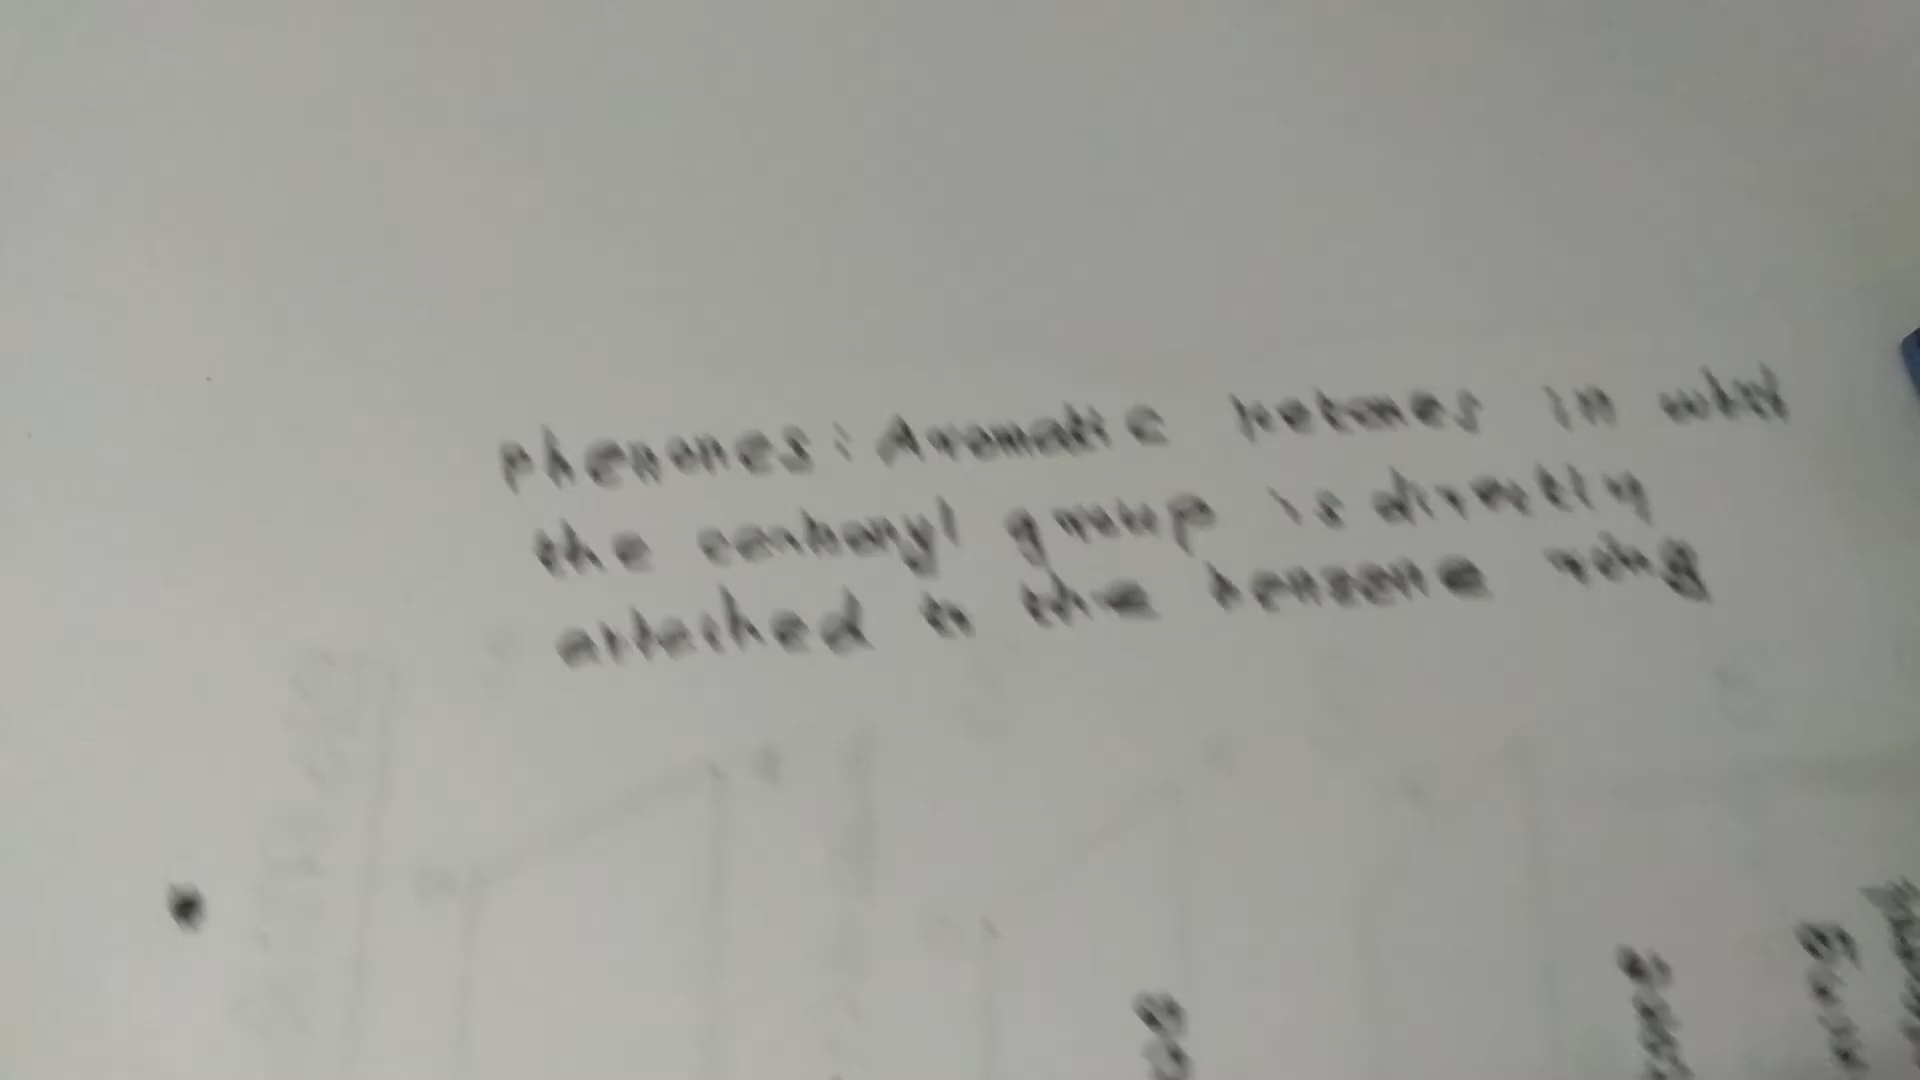 Phenones: Aromatic Ketones in which
the carbonyl group is directly
attached to the benzene ring